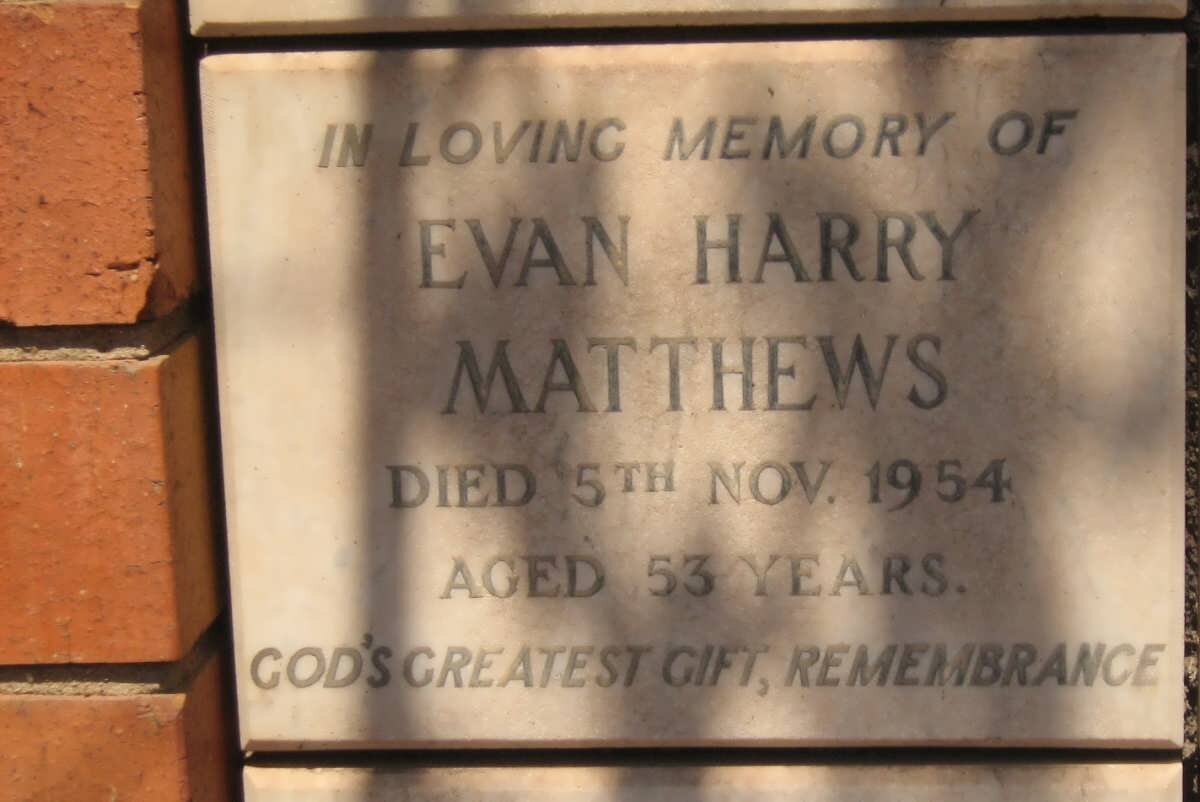 IN LOVING MEMORY OF
EVAN HARRY
MATTHEWS
DIED 5TH NOV. 1954
AGED 53 YEARS.
GOD'S GREATEST GIFT, REMEMBRANCE